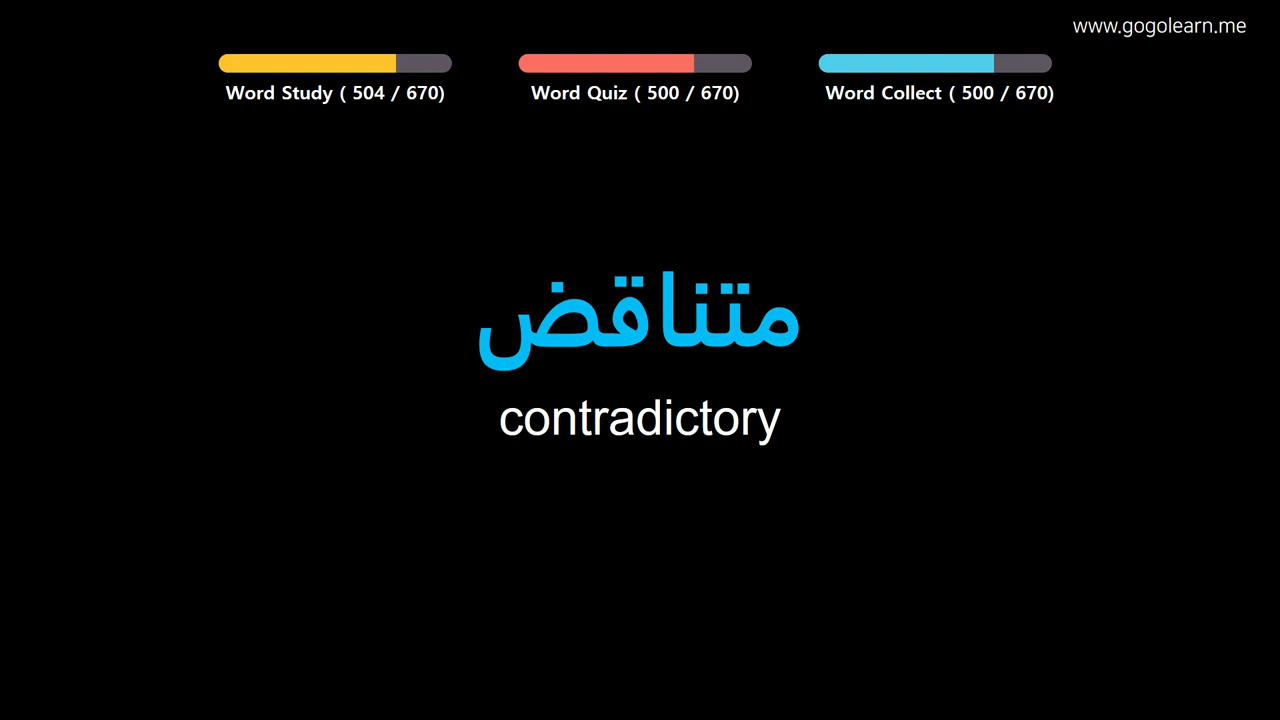 www.gogolearn.me
Word Study ( 504 / 670)
Word Quiz ( 500 / 670)
Word Collect ( 500 / 670)
متناقض
contradictory